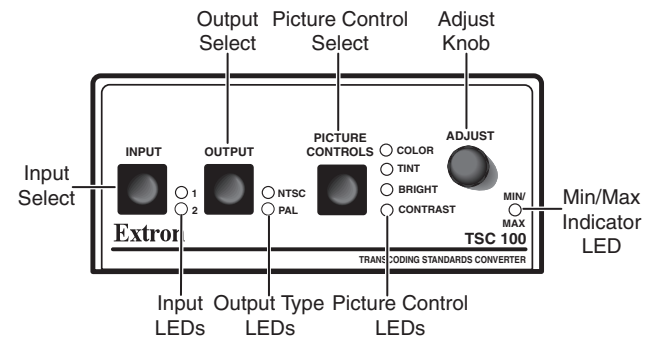 Output
Select
Picture Control
Select
Adjust
Knob
Input
Select
INPUT
1
2
OUTPUT
NTSC
PAL
PICTURE
CONTROLS
COLOR
TINT
BRIGHT
CONTRAST
ADJUST
MIN/
MAX
Extron
TSC 100
TRANSCODING STANDARDS CONVERTER
Min/Max
Indicator
LED
Input
LEDs
Output Type
LEDs
Picture Control
LEDs